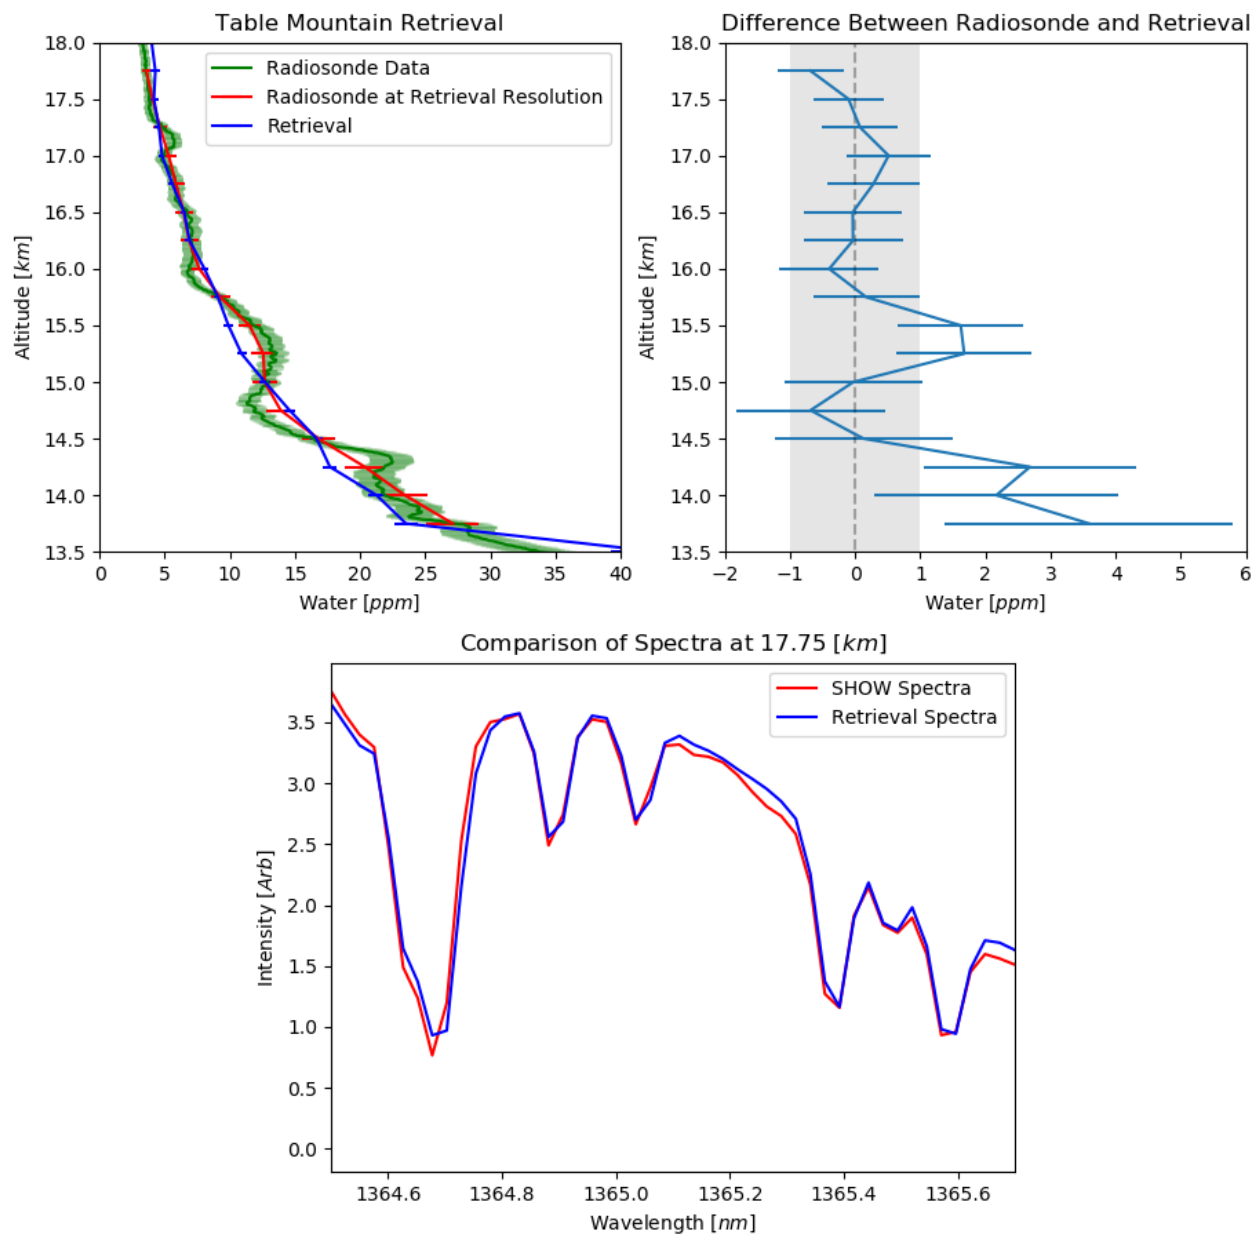 Table Mountain Retrieval
18.0
17.5
17.0
16.5
16.0
15.5
15.0
14.5
14.0
13.5
Altitude [km]
Radiosonde Data
Radiosonde at Retrieval Resolution
Retrieval
0 5 10 15 20 25 30 35 40
Water [ppm]
Difference Between Radiosonde and Retrieval
18.0
17.5
17.0
16.5
16.0
15.5
15.0
14.5
14.0
13.5
Altitude [km]
−2 −1 0 1 2 3 4 5 6
Water [ppm]
Comparison of Spectra at 17.75 [km]
SHOW Spectra
Retrieval Spectra
3.5
3.0
2.5
2.0
1.5
1.0
0.5
0.0
Intensity [Arb]
1364.6 1364.8 1365.0 1365.2 1365.4 1365.6
Wavelength [nm]